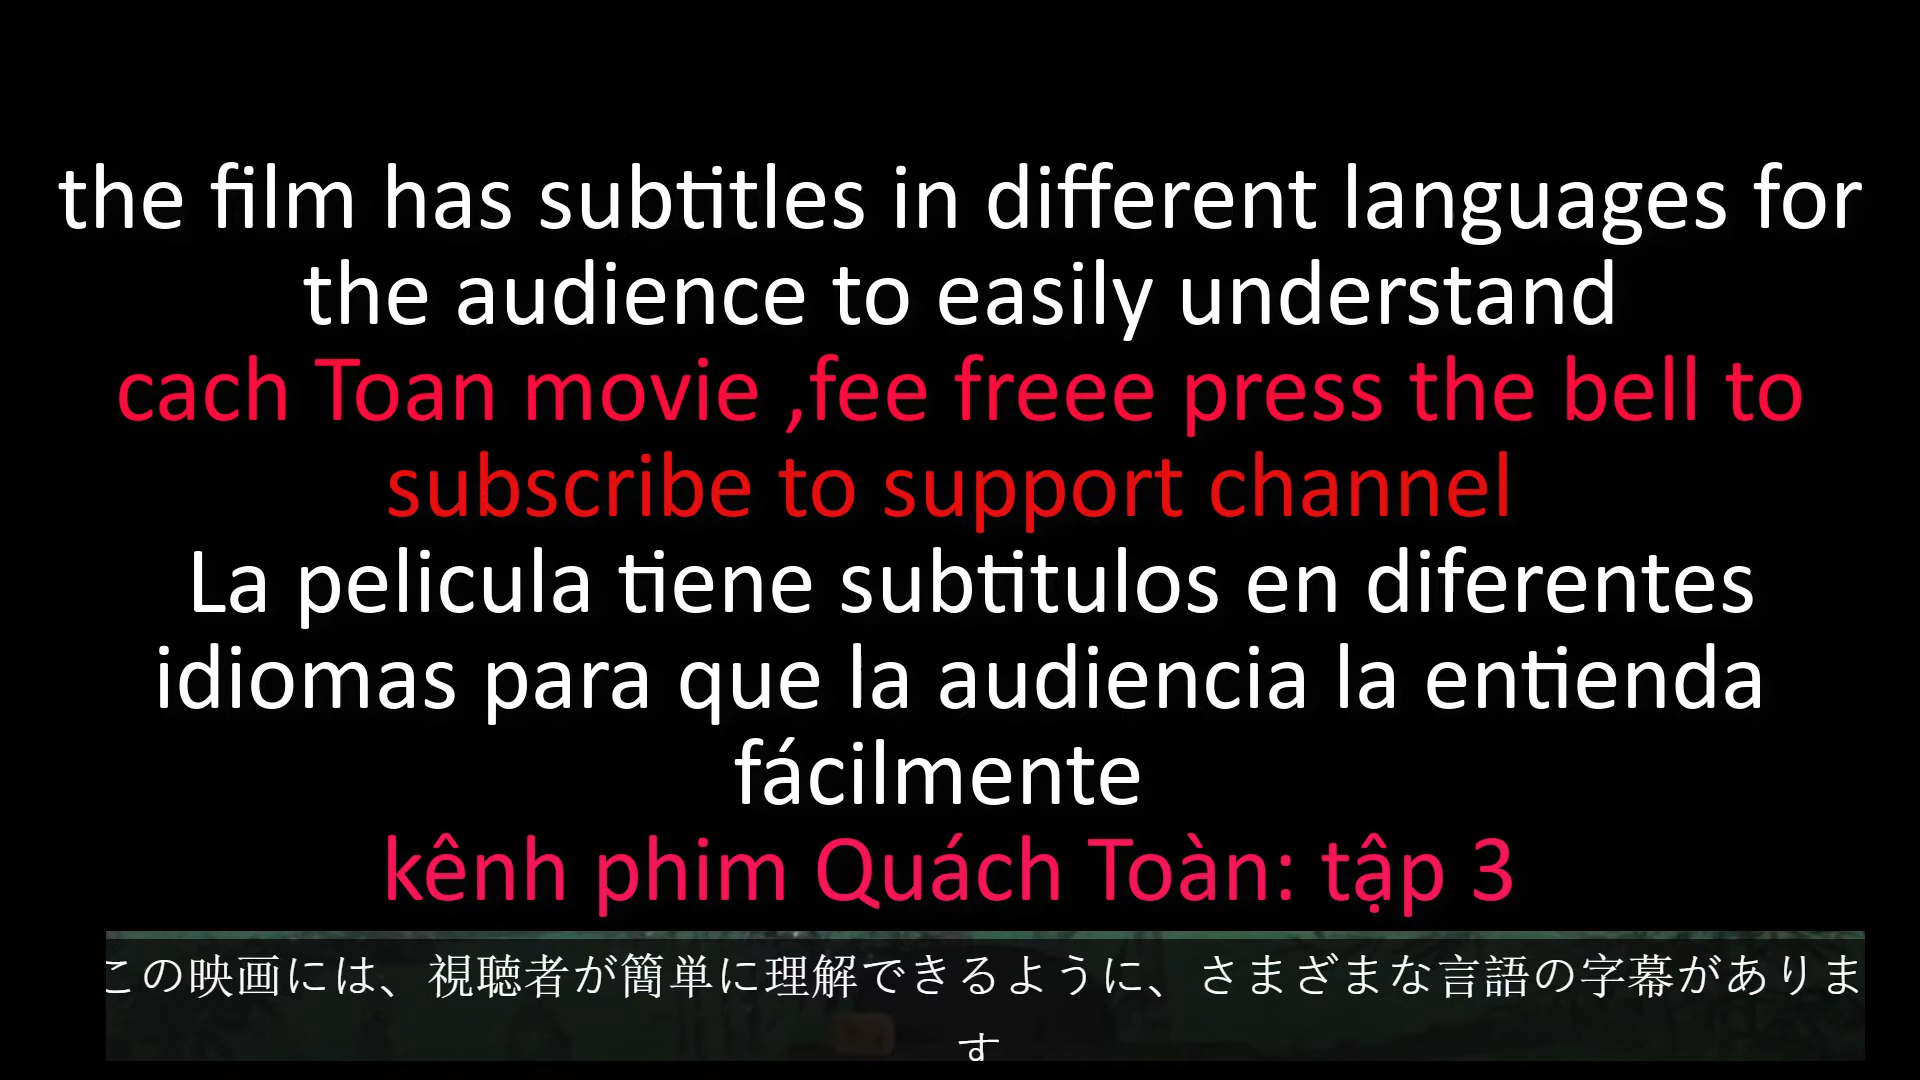 the film has subtitles in different languages for
the audience to easily understand
cach Toan movie ,fee freee press the bell to
subscribe to support channel
La pelicula tiene subtitulos en diferentes
idiomas para que la audiencia la entienda
fácilmente
kênh phim Quách Toàn: tập 3
この映画には、視聴者が簡単に理解できるように、さまざまな言語の字幕がありま
す